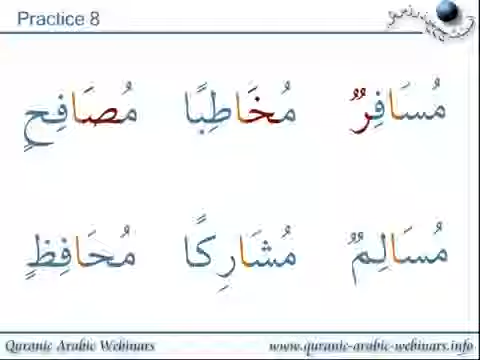 Practice 8
مُسَافِرٌ مُخَاطِبًا مُصَافِحٍ
مُسَالِمٌ مُشَارِكًا مُحَافِظٍ
Quranic Arabic Webinars www.quranic-arabic-webinars.info